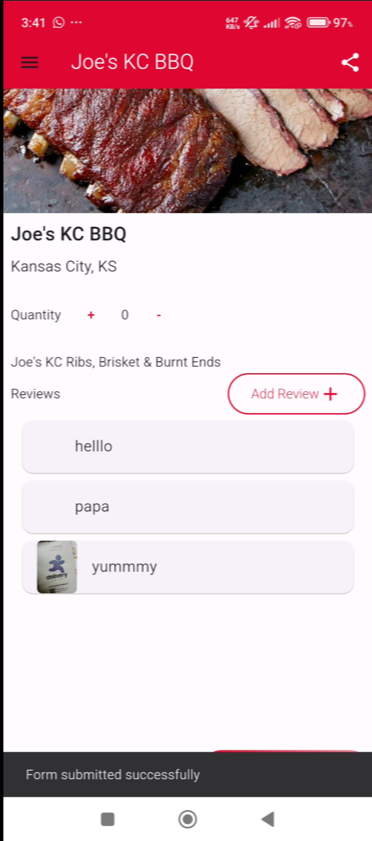 3:41 ... 647 KB/s 97%
Joe's KC BBQ
Joe's KC BBQ
Kansas City, KS
Quantity + 0 -
Joe's KC Ribs, Brisket & Burnt Ends
Reviews
Add Review +
helllo
papa
yummmy
Form submitted successfully